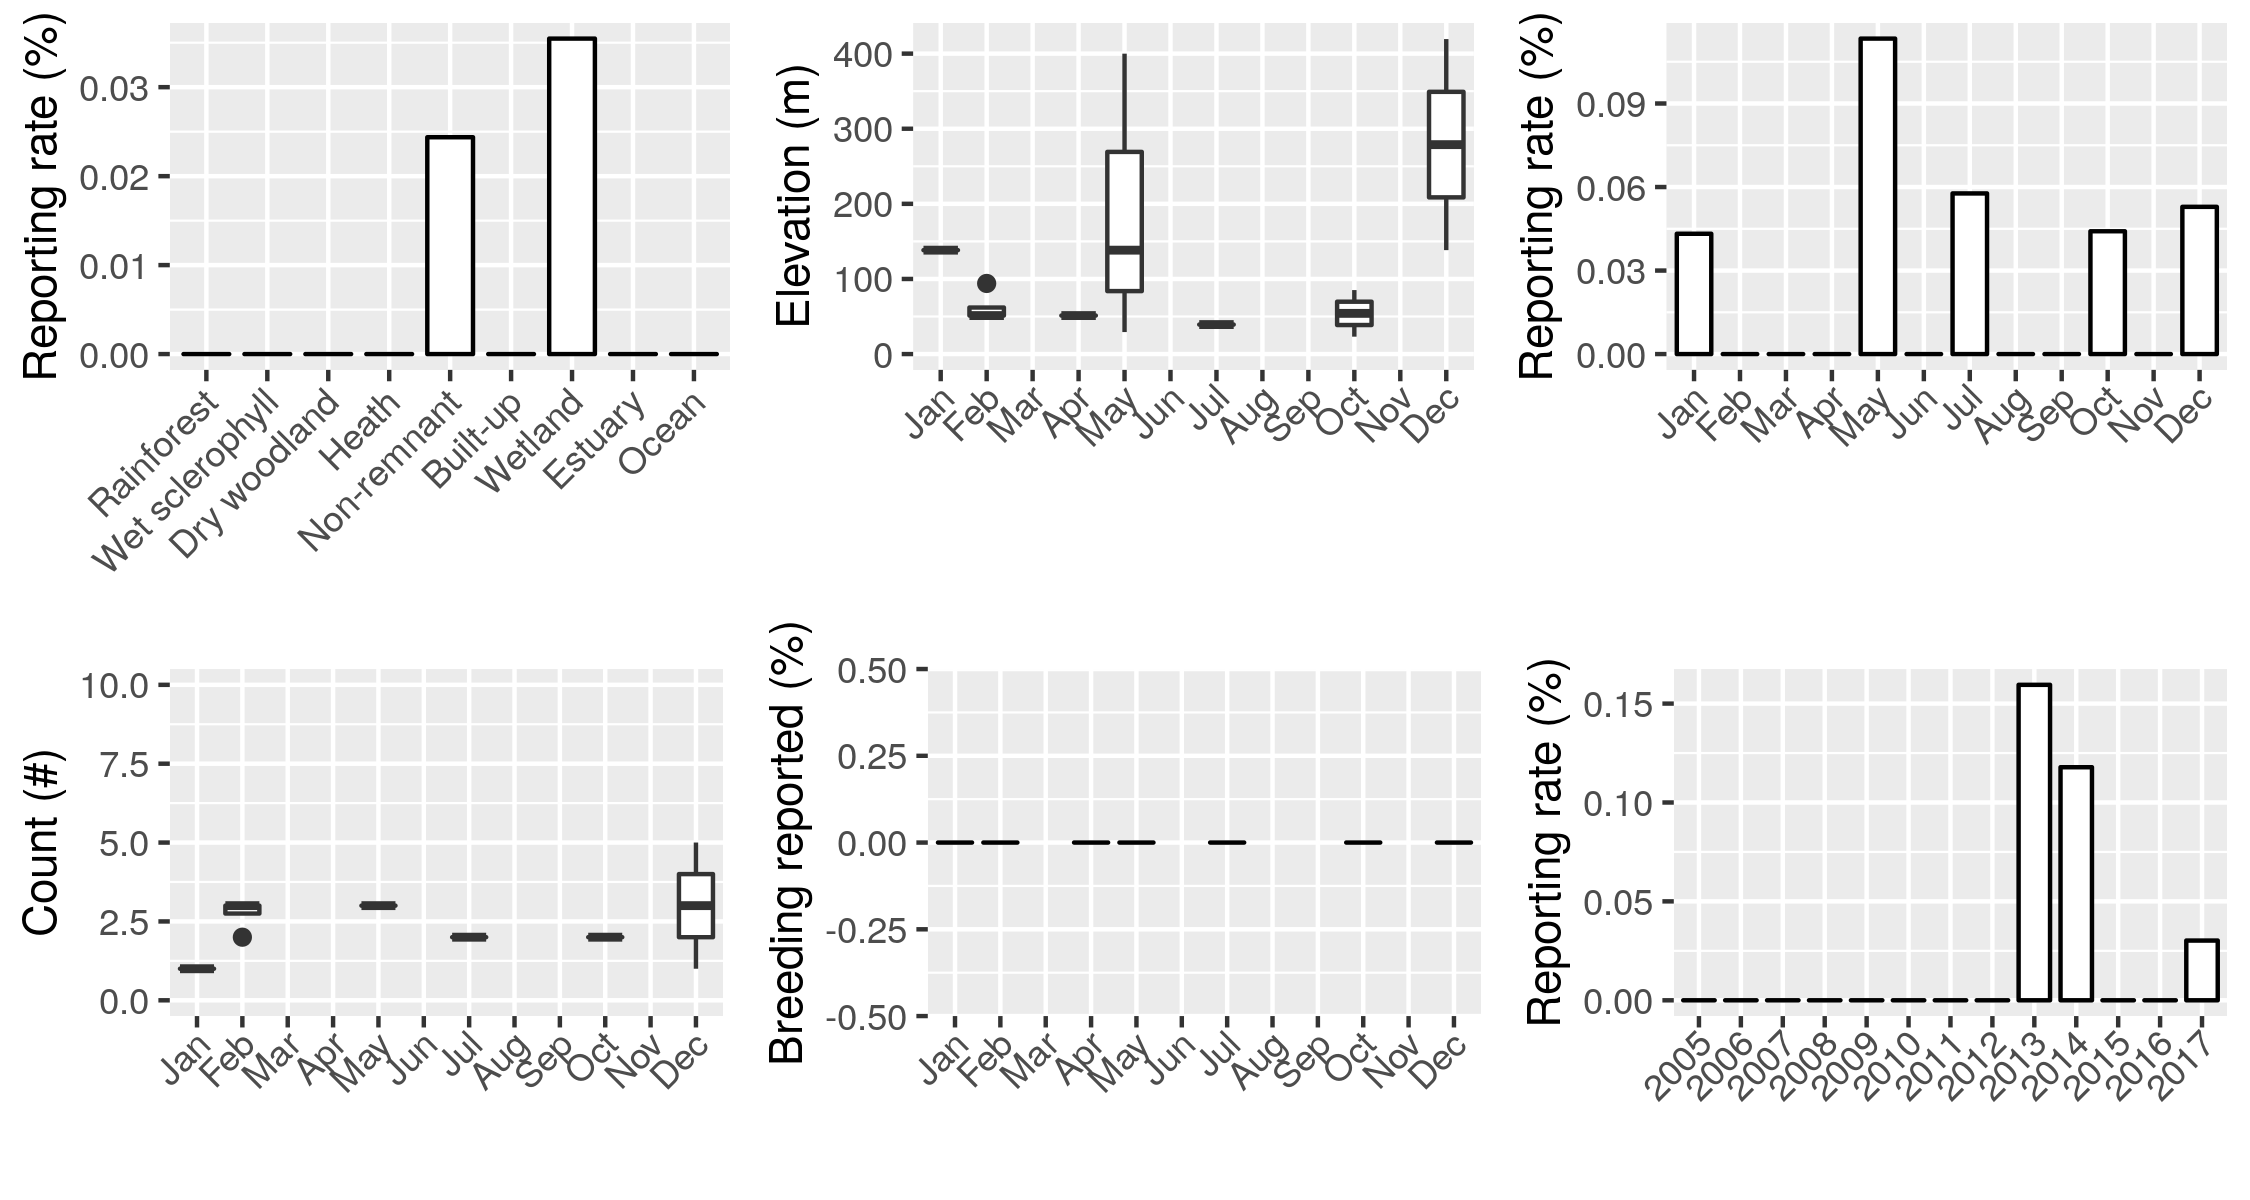 Reporting rate (%)
0.03
0.02
0.01
0.00
Rainforest
Wet sclerophyll
Dry woodland
Heath
Non-remnant
Built-up
Wetland
Estuary
Ocean
Elevation (m)
400
300
200
100
0
Jan
Feb
Mar
Apr
May
Jun
Jul
Aug
Sep
Oct
Nov
Dec
Reporting rate (%)
0.09
0.06
0.03
0.00
Jan
Feb
Mar
Apr
May
Jun
Jul
Aug
Sep
Oct
Nov
Dec
Count (#)
10.0
7.5
5.0
2.5
0.0
Jan
Feb
Mar
Apr
May
Jun
Jul
Aug
Sep
Oct
Nov
Dec
Breeding reported (%)
0.50
0.25
0.00
-0.25
-0.50
Jan
Feb
Mar
Apr
May
Jun
Jul
Aug
Sep
Oct
Nov
Dec
Reporting rate (%)
0.15
0.10
0.05
0.00
2005
2006
2007
2008
2009
2010
2011
2012
2013
2014
2015
2016
2017